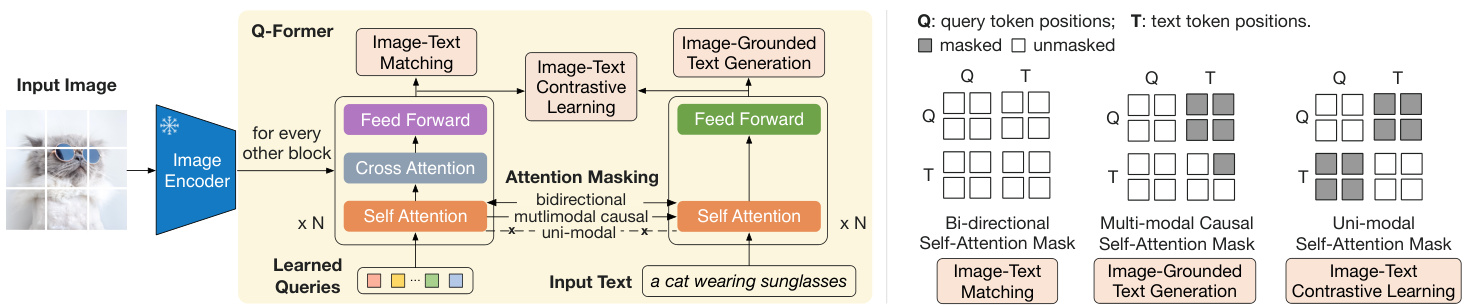 Q-Former
Image-Text
Matching
Image-Text
Contrastive
Learning
Image-Grounded
Text Generation
Input Image
Image
Encoder
for every
other block
Feed Forward
Cross Attention
Self Attention
x N
Attention Masking
bidirectional
mutlimodal causal
x uni-modal x
Feed Forward
Self Attention
x N
Learned
Queries
...
Input Text
a cat wearing sunglasses
Q: query token positions; T: text token positions.
masked unmasked
Q T
Q
T
Bi-directional
Self-Attention Mask
Image-Text
Matching
Q T
Q
T
Multi-modal Causal
Self-Attention Mask
Image-Grounded
Text Generation
Q T
Q
T
Uni-modal
Self-Attention Mask
Image-Text
Contrastive Learning